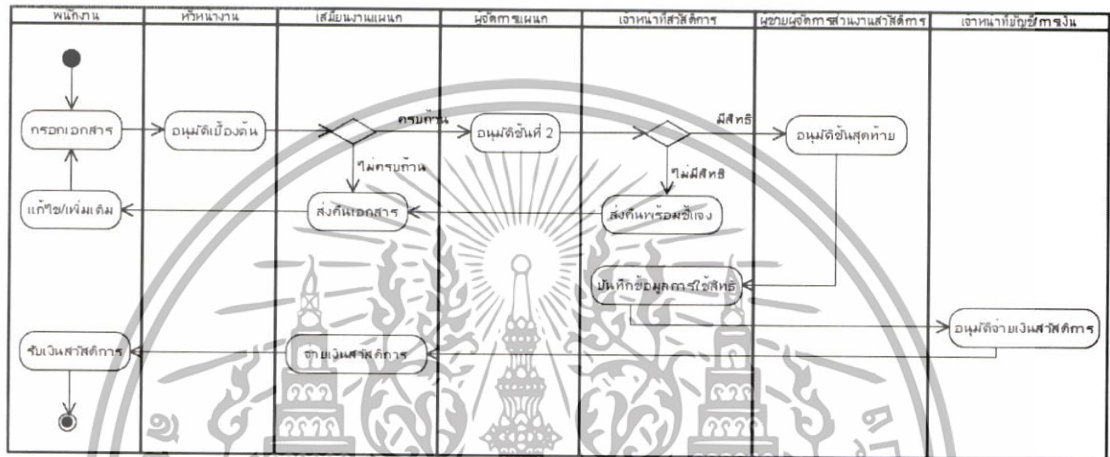 พนักงาน
หัวหน้างาน
เสมียนงานแผนก
ผู้จัดการแผนก
เจ้าหน้าที่สวัสดิการ
ผู้ช่วยผู้จัดการส่วนงานสวัสดิการ
เจ้าหน้าที่บัญชี/การเงิน
กรอกเอกสาร
อนุมัติเบื้องต้น
ครบถ้วน
อนุมัติขั้นที่ 2
มีสิทธิ
อนุมัติขั้นสุดท้าย
ไม่ครบถ้วน
ไม่มีสิทธิ
แก้ไข/เพิ่มเติม
ส่งคืนเอกสาร
ส่งคืนพร้อมชี้แจง
บันทึกข้อมูลการใช้สิทธิ
อนุมัติจ่ายเงินสวัสดิการ
รับเงินสวัสดิการ
จ่ายเงินสวัสดิการ